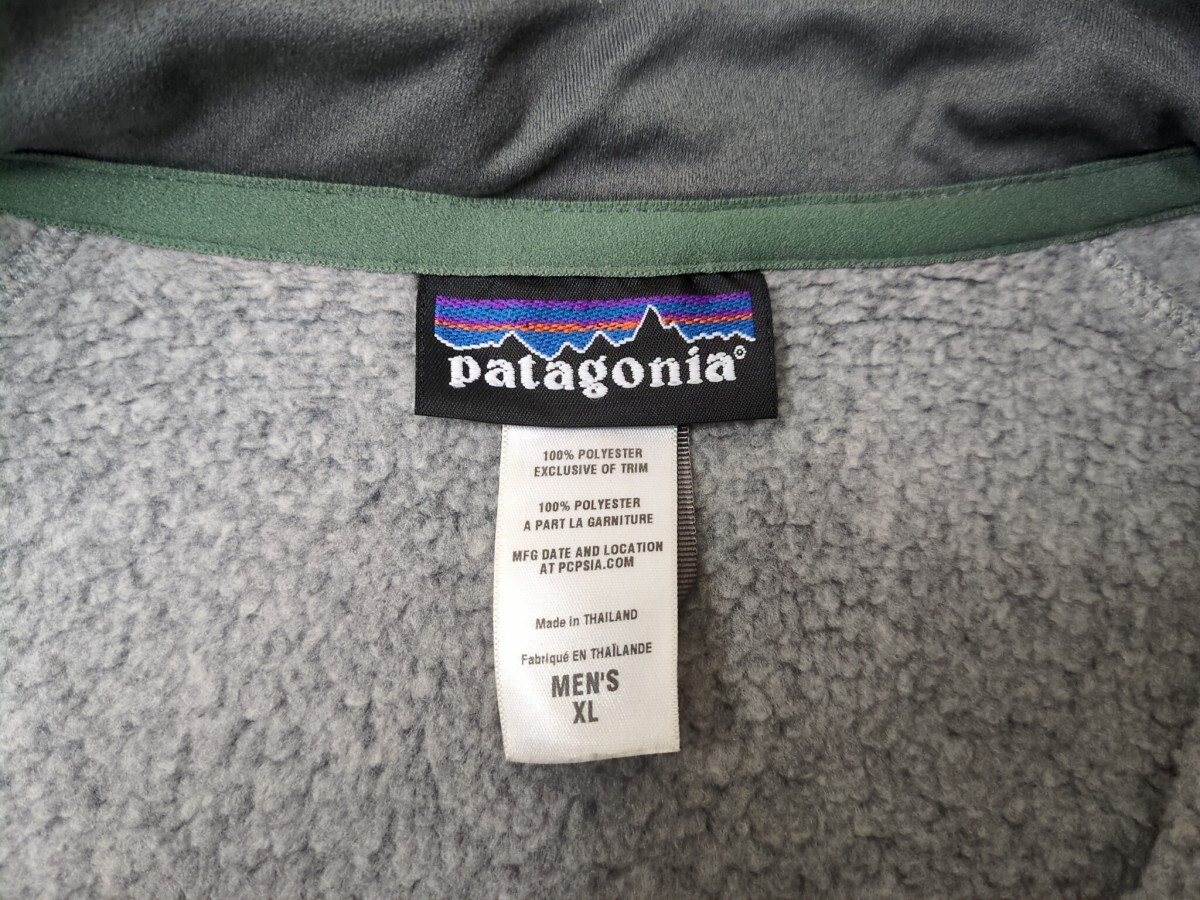 patagonia®
100% POLYESTER
EXCLUSIVE OF TRIM
100% POLYESTER
A PART LA GARNITURE
MFG DATE AND LOCATION
AT PCPSIA.COM
Made in THAILAND
Fabriqué EN THAÏLANDE
MEN'S
XL